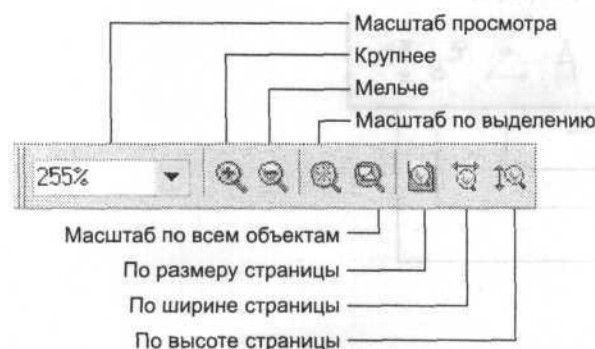 Масштаб просмотра
Крупнее
Мельче
Масштаб по выделению
255%
Масштаб по всем объектам
По размеру страницы
По ширине страницы
По высоте страницы